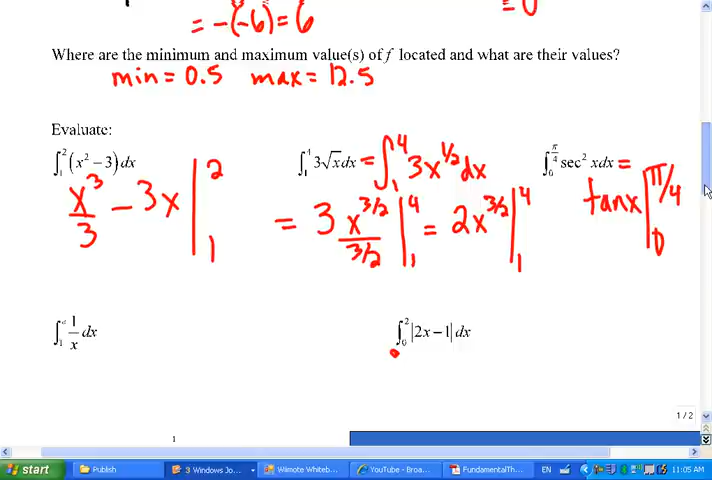 = -(-6) = 6
= 0
Where are the minimum and maximum value(s) of f located and what are their values?
min = 0.5 max = 12.5
Evaluate:
∫₁² (x² − 3) dx
x³/3 − 3x |₁²
∫₁⁴ 3√x dx = ∫₁⁴ 3x^1/2 dx
= 3 x^3/2 / 3/2 |₁⁴ = 2x^3/2 |₁⁴
∫₀^π/4 sec² x dx =
tan x |₀^π/4
∫₁^e 1/x dx
∫₀² |2x − 1| dx
1 / 2
1
start
Publish
3 Windows Jo...
Wilmote Whiteb...
YouTube - Broa...
FundamentalTh...
EN
11:05 AM